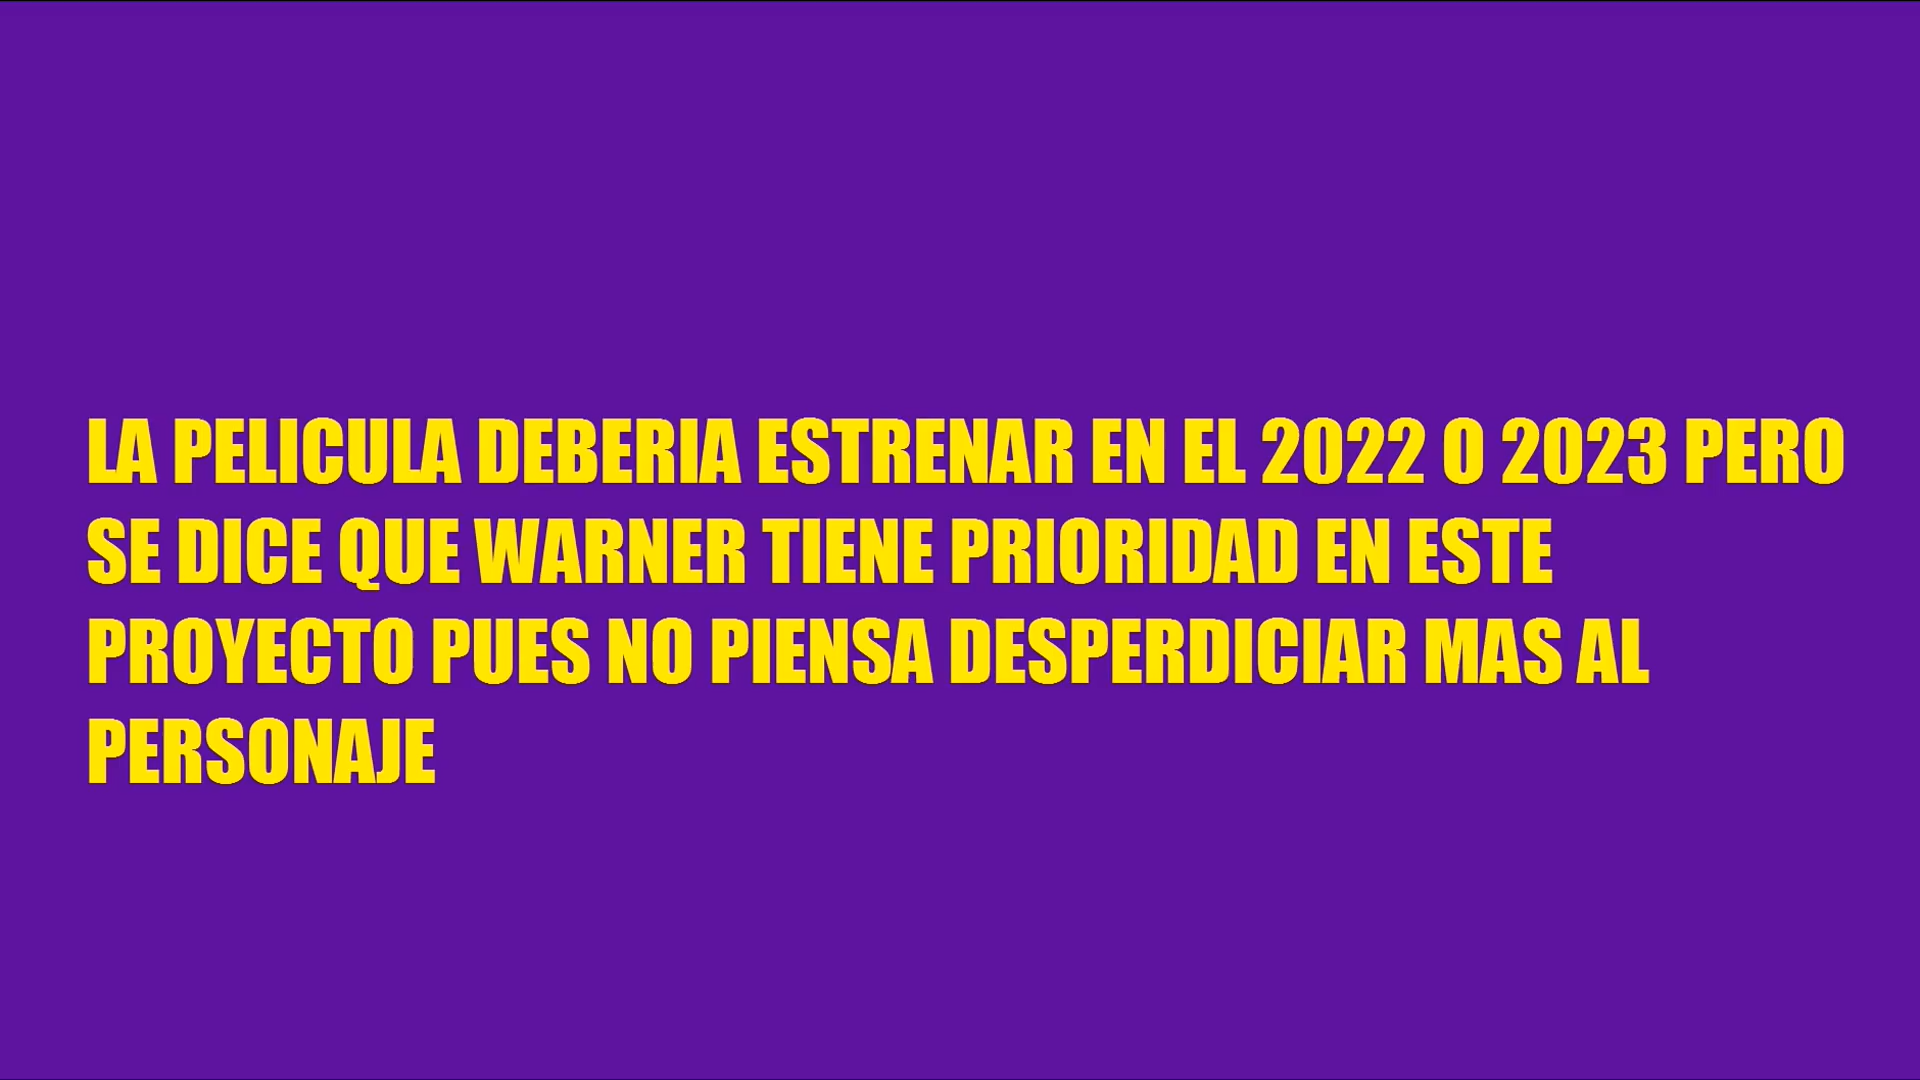 LA PELICULA DEBERIA ESTRENAR EN EL 2022 O 2023 PERO
SE DICE QUE WARNER TIENE PRIORIDAD EN ESTE
PROYECTO PUES NO PIENSA DESPERDICIAR MAS AL
PERSONAJE